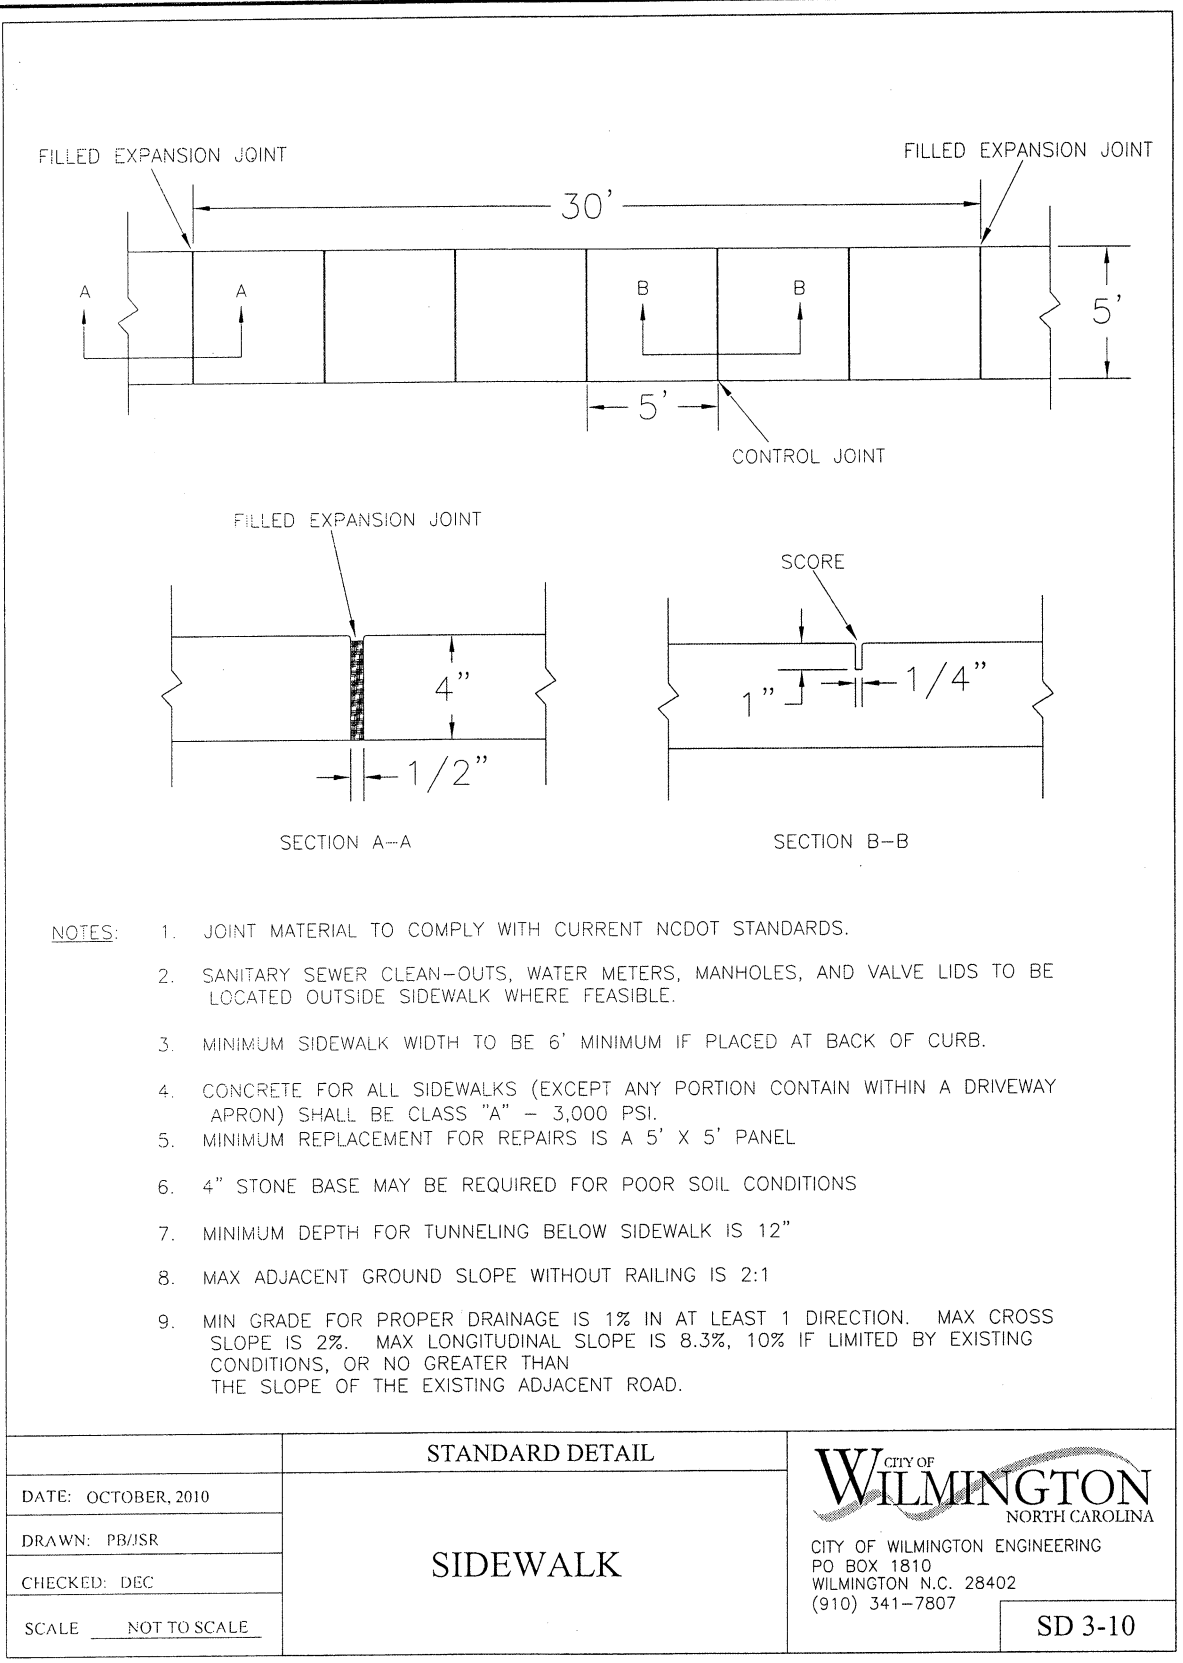 FILLED EXPANSION JOINT
FILLED EXPANSION JOINT
30'
A
A
B
B
5'
5'
CONTROL JOINT
FILLED EXPANSION JOINT
SCORE
4"
1"
1/4"
1/2"
SECTION A-A
SECTION B-B
NOTES:
1. JOINT MATERIAL TO COMPLY WITH CURRENT NCDOT STANDARDS.
2. SANITARY SEWER CLEAN-OUTS, WATER METERS, MANHOLES, AND VALVE LIDS TO BE
LOCATED OUTSIDE SIDEWALK WHERE FEASIBLE.
3. MINIMUM SIDEWALK WIDTH TO BE 6' MINIMUM IF PLACED AT BACK OF CURB.
4. CONCRETE FOR ALL SIDEWALKS (EXCEPT ANY PORTION CONTAIN WITHIN A DRIVEWAY
APRON) SHALL BE CLASS "A" - 3,000 PSI.
5. MINIMUM REPLACEMENT FOR REPAIRS IS A 5' X 5' PANEL
6. 4" STONE BASE MAY BE REQUIRED FOR POOR SOIL CONDITIONS
7. MINIMUM DEPTH FOR TUNNELING BELOW SIDEWALK IS 12"
8. MAX ADJACENT GROUND SLOPE WITHOUT RAILING IS 2:1
9. MIN GRADE FOR PROPER DRAINAGE IS 1% IN AT LEAST 1 DIRECTION. MAX CROSS
SLOPE IS 2%. MAX LONGITUDINAL SLOPE IS 8.3%, 10% IF LIMITED BY EXISTING
CONDITIONS, OR NO GREATER THAN
THE SLOPE OF THE EXISTING ADJACENT ROAD.
DATE: OCTOBER, 2010
DRAWN: PB/JSR
CHECKED: DEC
SCALE NOT TO SCALE
STANDARD DETAIL
SIDEWALK
CITY OF
WILMINGTON
NORTH CAROLINA
CITY OF WILMINGTON ENGINEERING
PO BOX 1810
WILMINGTON N.C. 28402
(910) 341-7807
SD 3-10